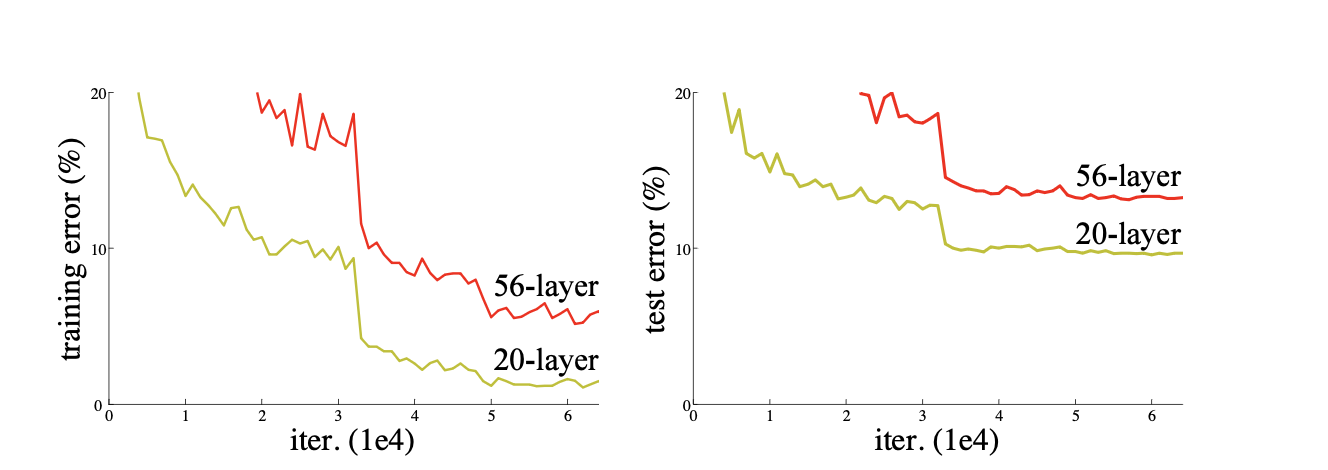 training error (%)
20
10
0
0 1 2 3 4 5 6
iter. (1e4)
56-layer
20-layer
test error (%)
20
10
0
0 1 2 3 4 5 6
iter. (1e4)
56-layer
20-layer